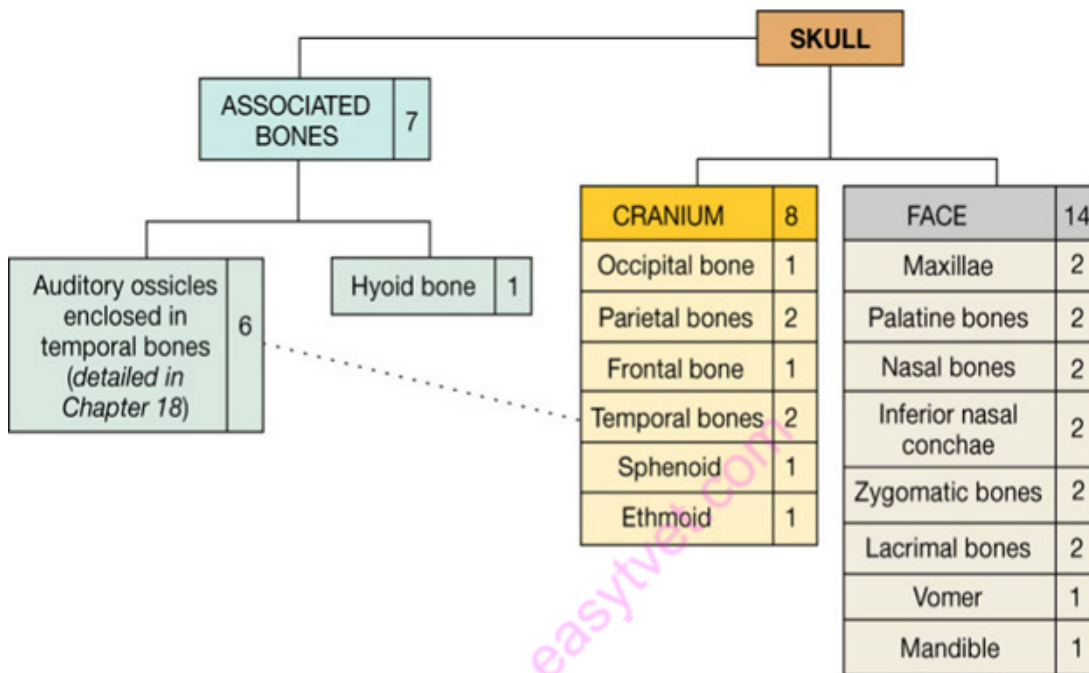 SKULL
ASSOCIATED
BONES
7
Auditory ossicles
enclosed in
temporal bones
(detailed in
Chapter 18)
6
Hyoid bone 1
CRANIUM 8
Occipital bone 1
Parietal bones 2
Frontal bone 1
Temporal bones 2
Sphenoid 1
Ethmoid 1
FACE 14
Maxillae 2
Palatine bones 2
Nasal bones 2
Inferior nasal
conchae
2
Zygomatic bones 2
Lacrimal bones 2
Vomer 1
Mandible 1
easytvet.com